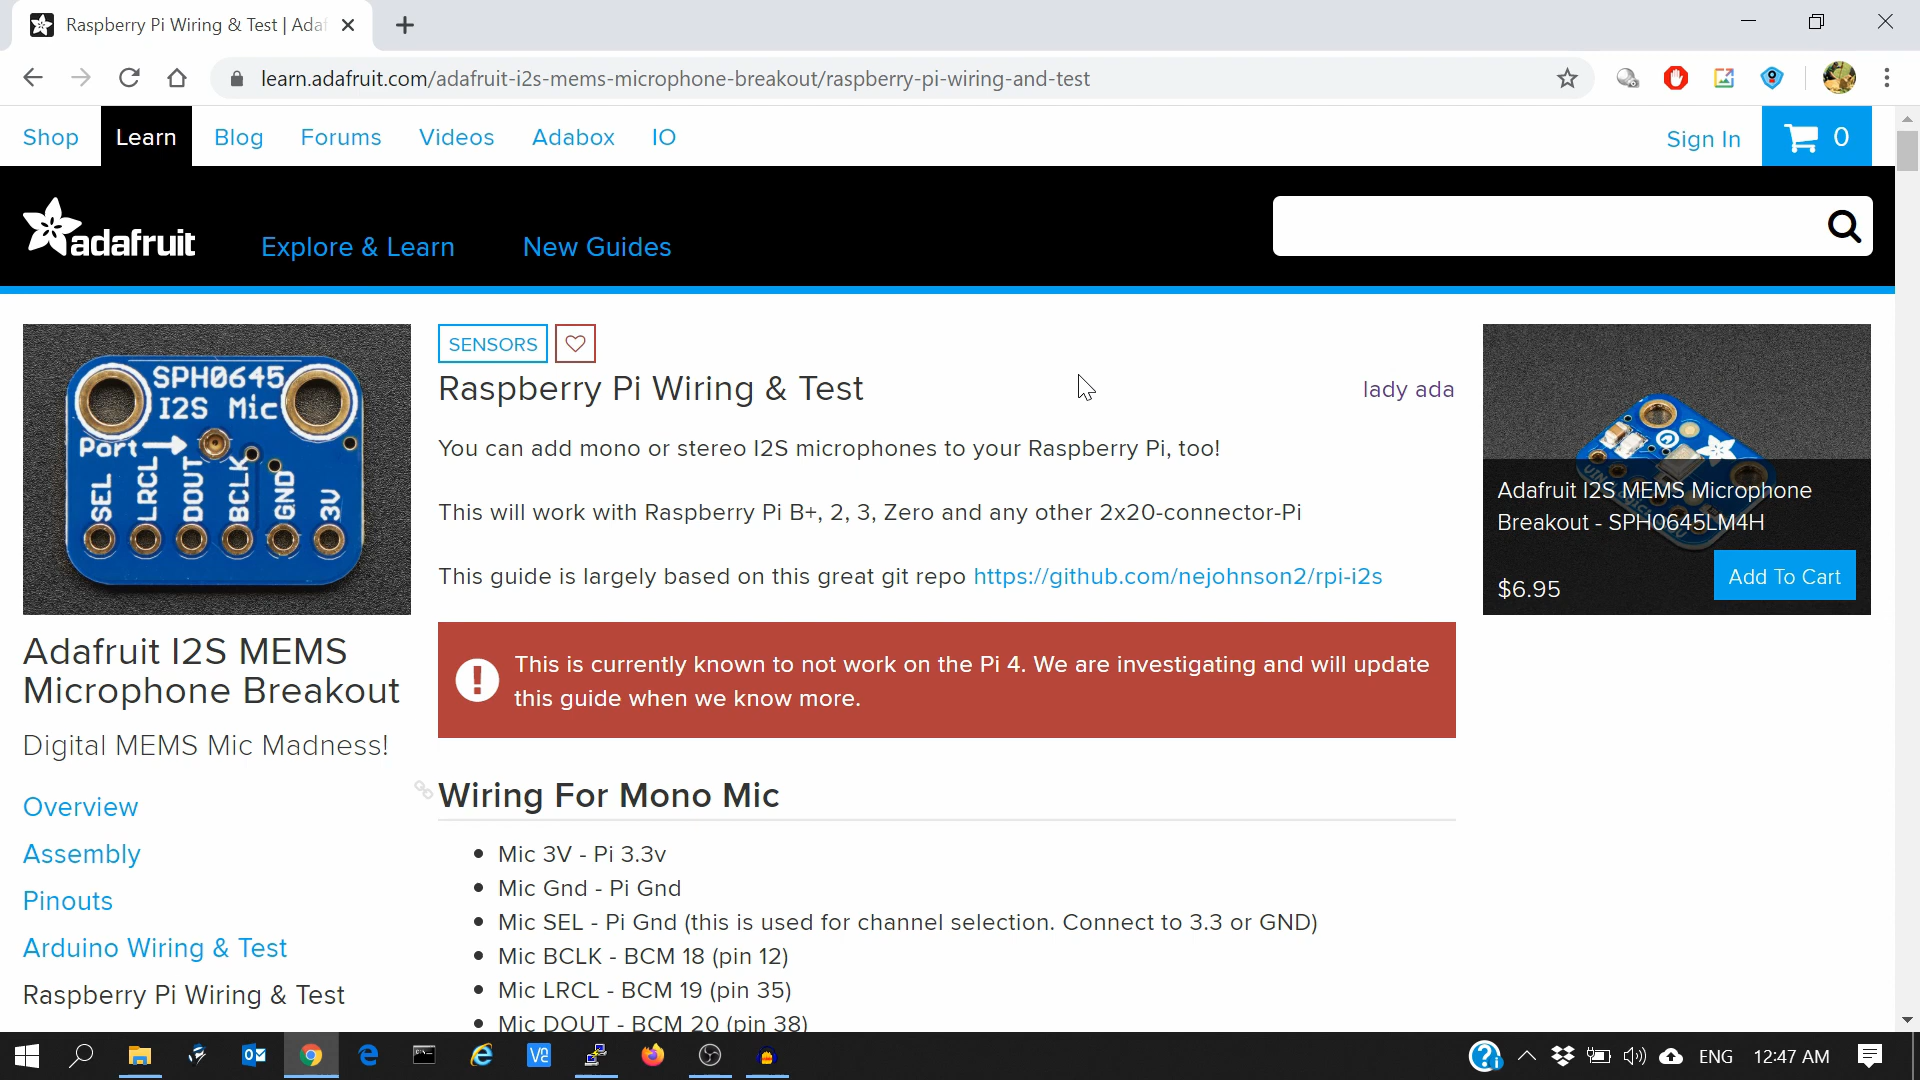 Raspberry Pi Wiring & Test | Adaf
learn.adafruit.com/adafruit-i2s-mems-microphone-breakout/raspberry-pi-wiring-and-test
Shop Learn Blog Forums Videos Adabox IO Sign In 0
adafruit Explore & Learn New Guides
SPH0645
I2S Mic
Port
SEL LRCL DOUT BCLK GND 3V
Adafruit I2S MEMS
Microphone Breakout
Digital MEMS Mic Madness!
Overview
Assembly
Pinouts
Arduino Wiring & Test
Raspberry Pi Wiring & Test
SENSORS
Raspberry Pi Wiring & Test lady ada
You can add mono or stereo I2S microphones to your Raspberry Pi, too!
This will work with Raspberry Pi B+, 2, 3, Zero and any other 2x20-connector-Pi
This guide is largely based on this great git repo https://github.com/nejohnson2/rpi-i2s
This is currently known to not work on the Pi 4. We are investigating and will update
this guide when we know more.
Wiring For Mono Mic
Mic 3V - Pi 3.3v
Mic Gnd - Pi Gnd
Mic SEL - Pi Gnd (this is used for channel selection. Connect to 3.3 or GND)
Mic BCLK - BCM 18 (pin 12)
Mic LRCL - BCM 19 (pin 35)
Mic DOUT - BCM 20 (pin 38)
Adafruit I2S MEMS Microphone
Breakout - SPH0645LM4H
$6.95 Add To Cart
ENG 12:47 AM